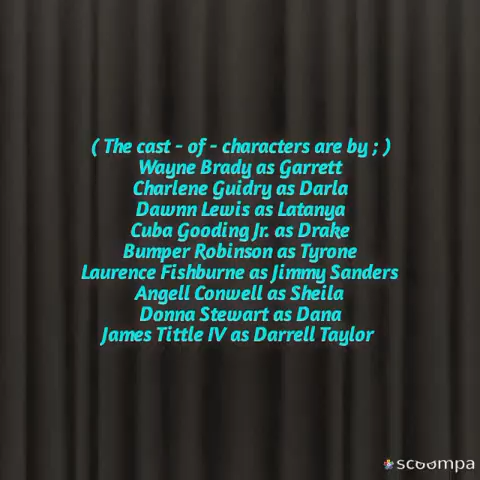 ( The cast - of - characters are by ; )
Wayne Brady as Garrett
Charlene Guidry as Darla
Dawnn Lewis as Latanya
Cuba Gooding Jr. as Drake
Bumper Robinson as Tyrone
Laurence Fishburne as Jimmy Sanders
Angell Conwell as Sheila
Donna Stewart as Dana
James Tittle IV as Darrell Taylor
scoompa